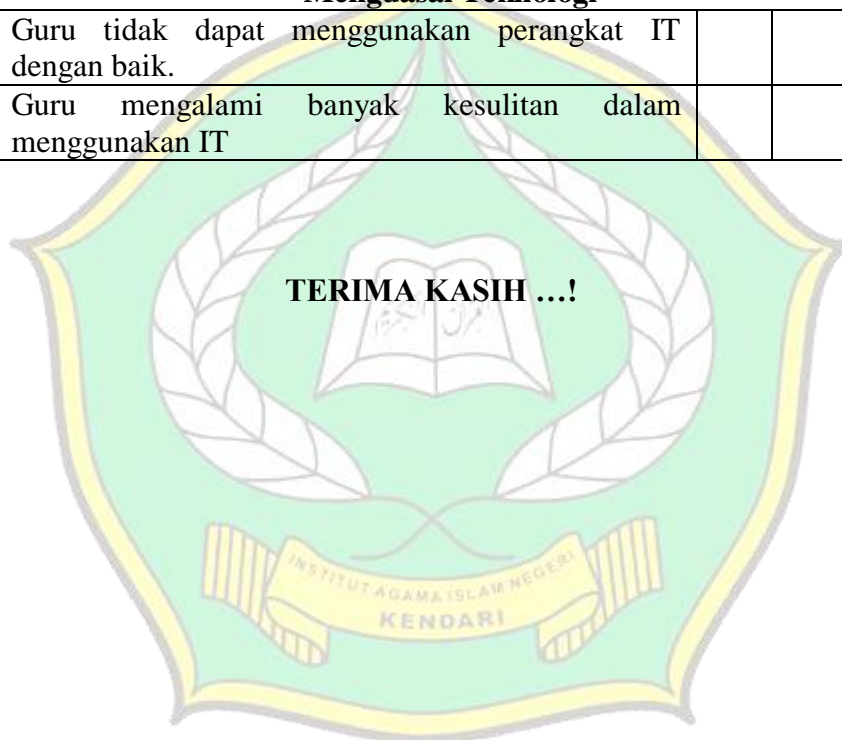 Menguasai Teknologi
Guru tidak dapat menggunakan perangkat IT
dengan baik.
Guru mengalami banyak kesulitan dalam
menggunakan IT
TERIMA KASIH …!
INSTITUT AGAMA ISLAM NEGERI
KENDARI